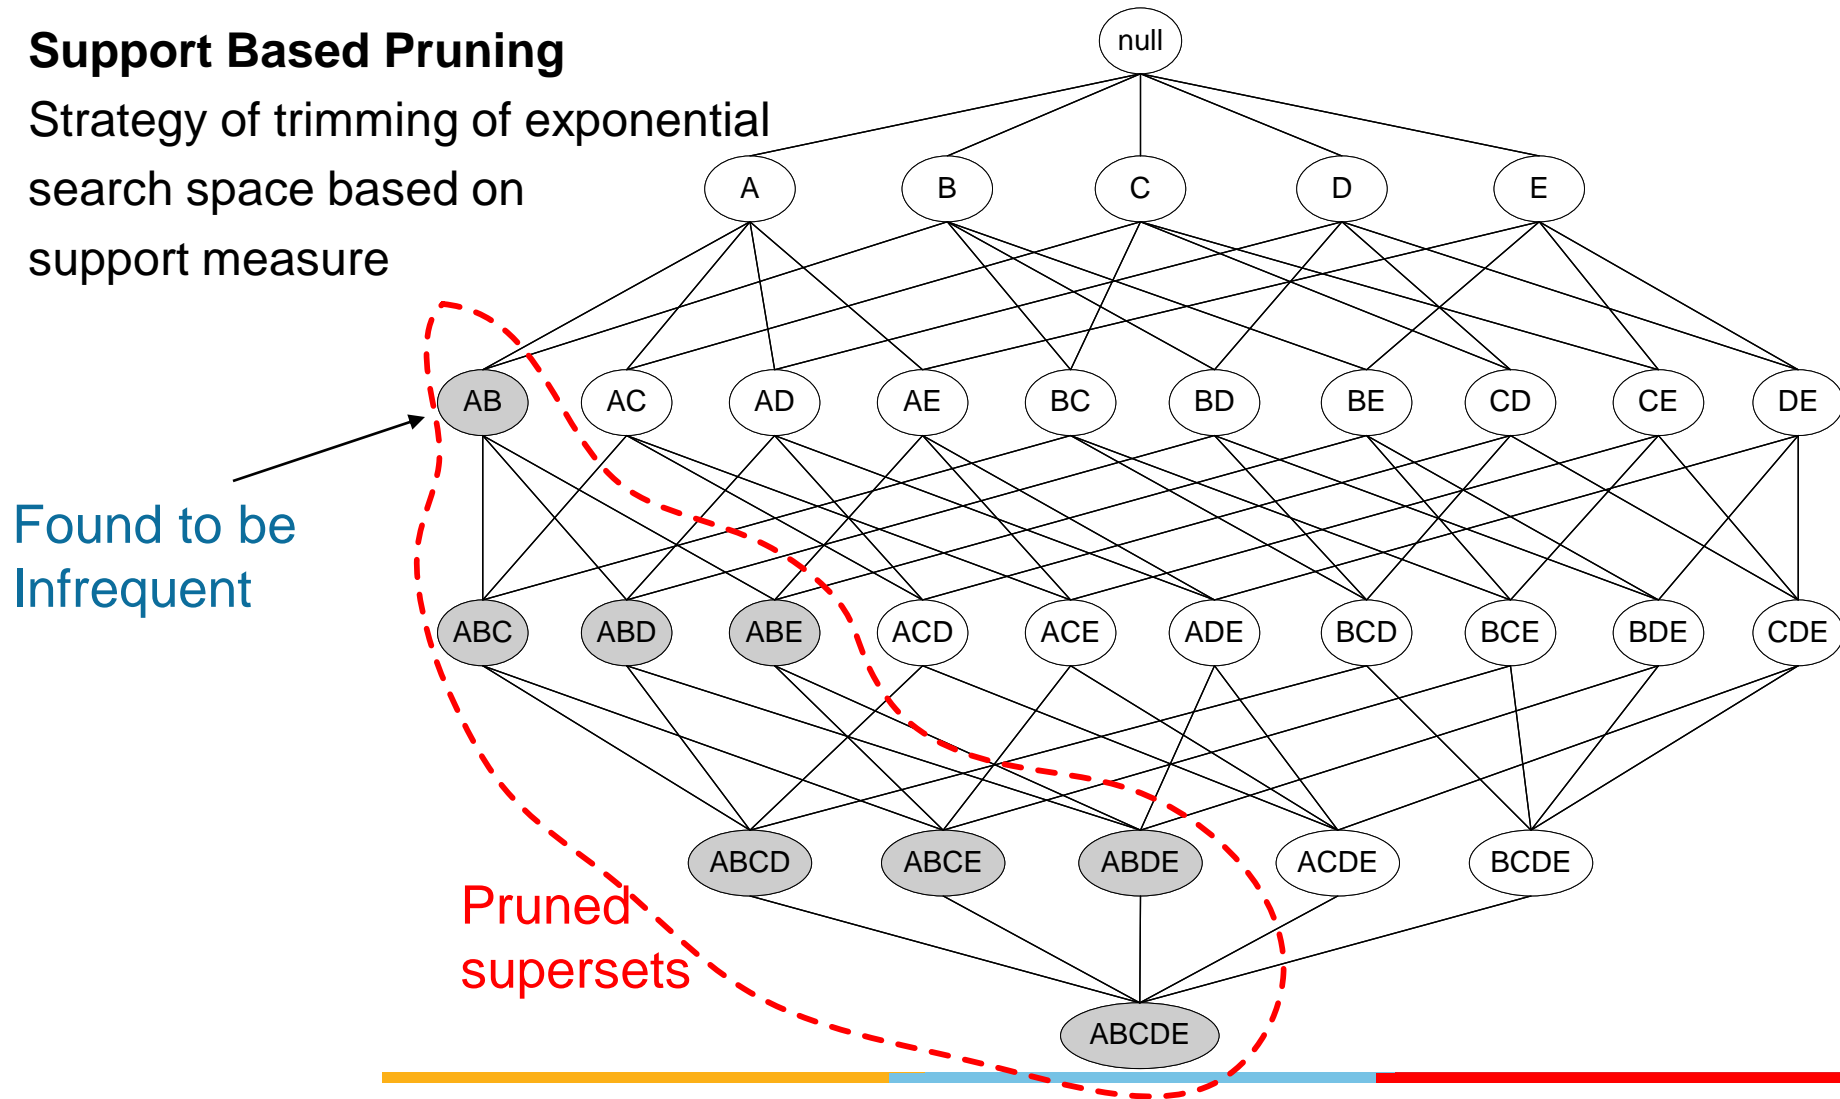 Support Based Pruning
Strategy of trimming of exponential
search space based on
support measure
null
A B C D E
AB AC AD AE BC BD BE CD CE DE
Found to be
Infrequent
ABC ABD ABE ACD ACE ADE BCD BCE BDE CDE
ABCD ABCE ABDE ACDE BCDE
Pruned
supersets
ABCDE